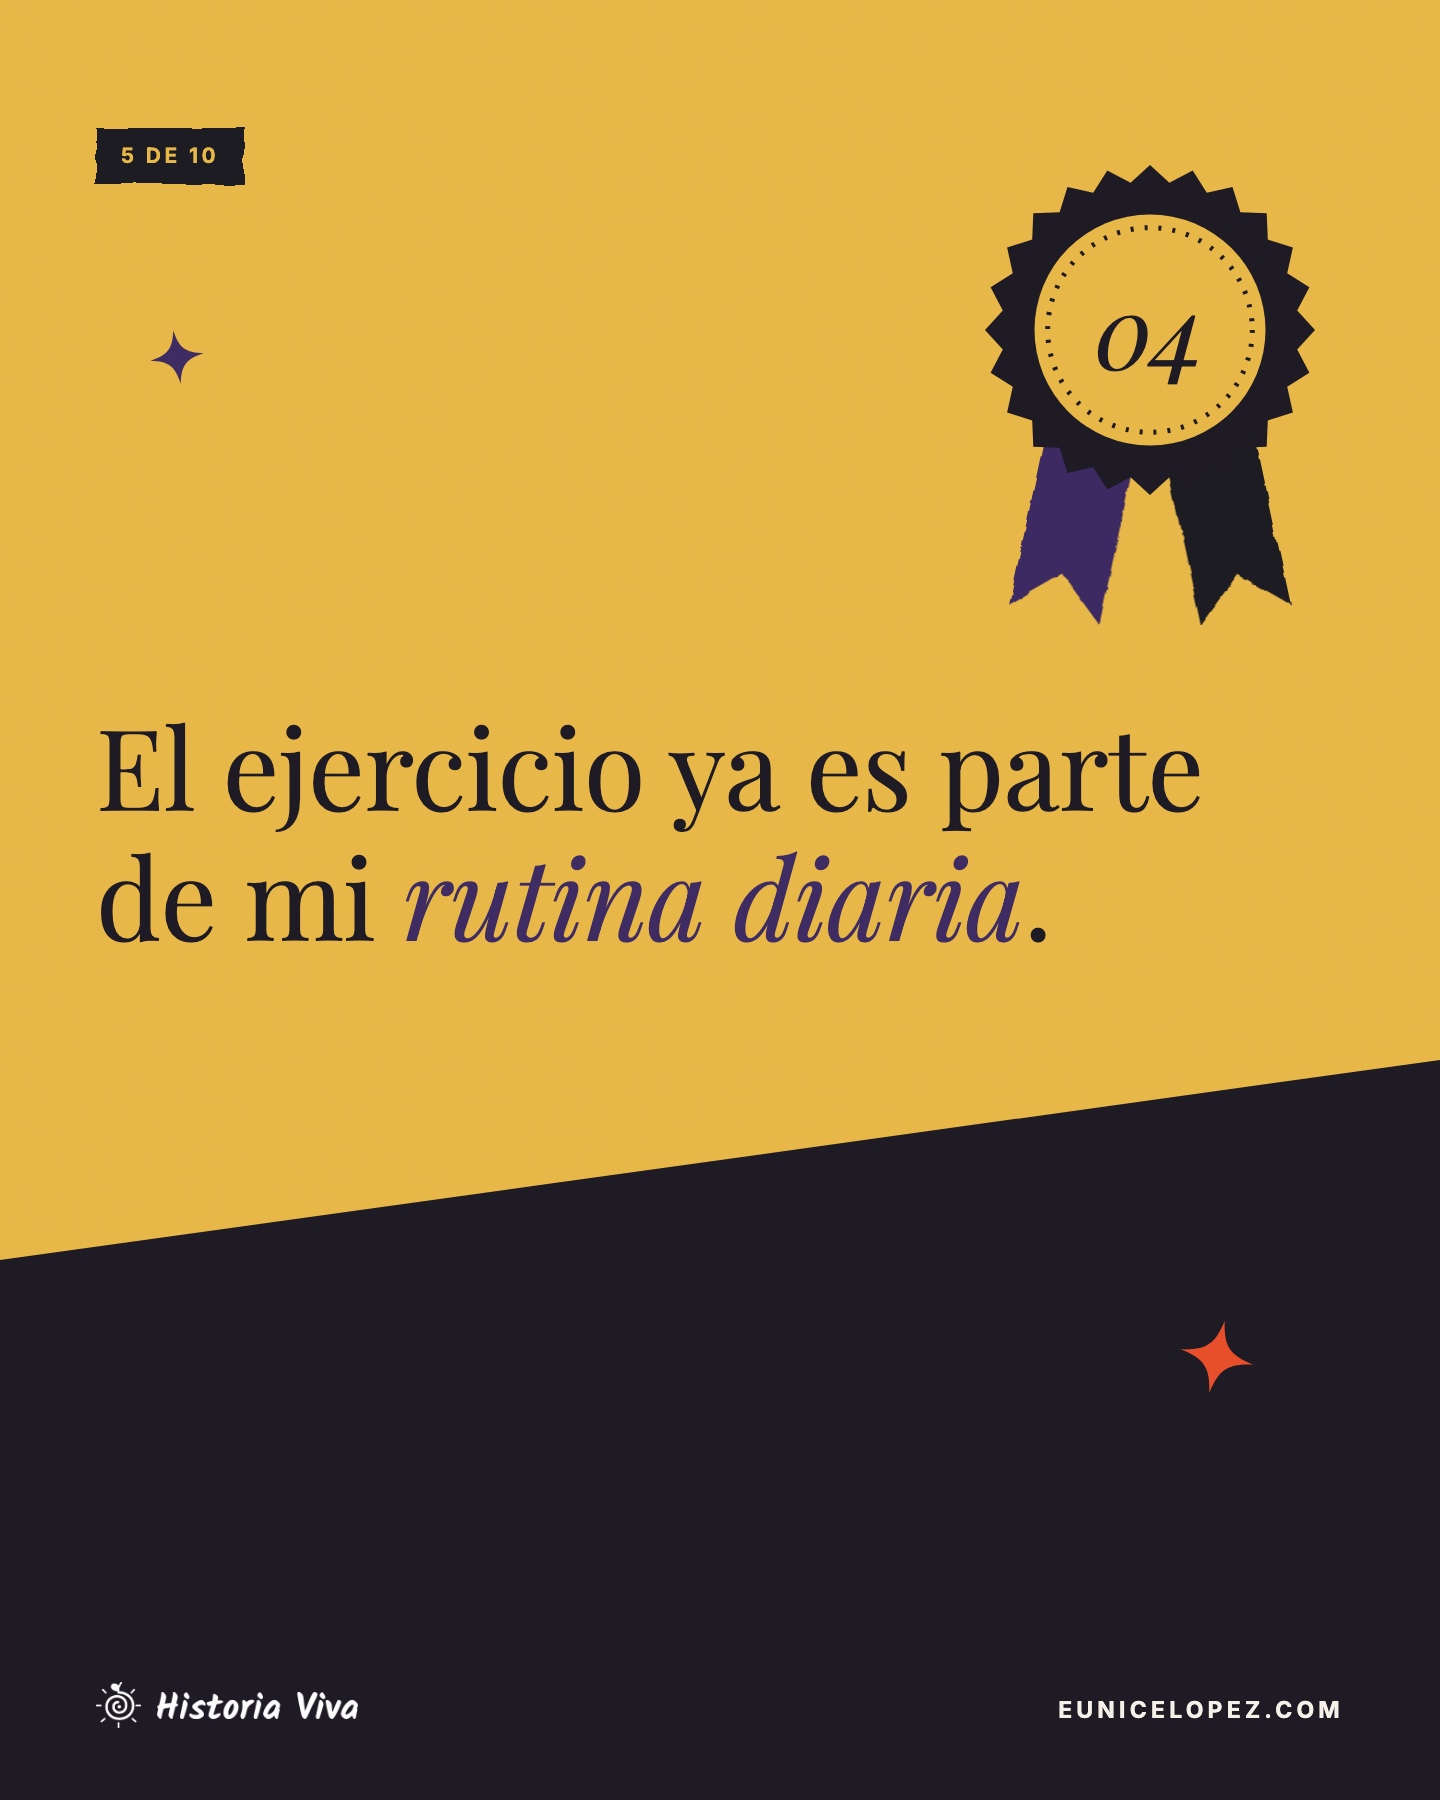 5 DE 10
04
El ejercicio ya es parte
de mi rutina diaria.
Historia Viva
EUNICELOPEZ.COM